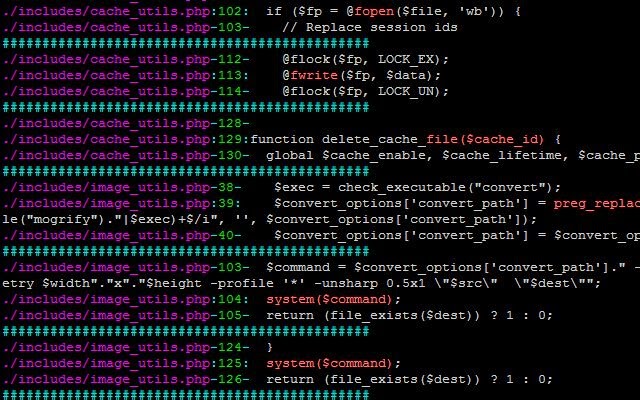 ./includes/cache_utils.php:102:  if ($fp = @fopen($file, 'wb')) {
./includes/cache_utils.php-103-    // Replace session ids
##############################################
./includes/cache_utils.php-112-    @flock($fp, LOCK_EX);
./includes/cache_utils.php:113:    @fwrite($fp, $data);
./includes/cache_utils.php-114-    @flock($fp, LOCK_UN);
##############################################
./includes/cache_utils.php-128-
./includes/cache_utils.php:129:function delete_cache_file($cache_id) {
./includes/cache_utils.php-130-  global $cache_enable, $cache_lifetime, $cache_p
##############################################
./includes/image_utils.php-38-    $exec = check_executable("convert");
./includes/image_utils.php:39:    $convert_options['convert_path'] = preg_replac
le("mogrify")."|$exec)+$/i", '', $convert_options['convert_path']);
./includes/image_utils.php-40-    $convert_options['convert_path'] = $convert_op
##############################################
./includes/image_utils.php-103-  $command = $convert_options['convert_path']." -
etry $width"."x"."$height -profile '*' -unsharp 0.5x1 \"$src\"  \"$dest\"";
./includes/image_utils.php:104:  system($command);
./includes/image_utils.php-105-  return (file_exists($dest)) ? 1 : 0;
##############################################
./includes/image_utils.php-124-  }
./includes/image_utils.php:125:  system($command);
./includes/image_utils.php-126-  return (file_exists($dest)) ? 1 : 0;
##############################################